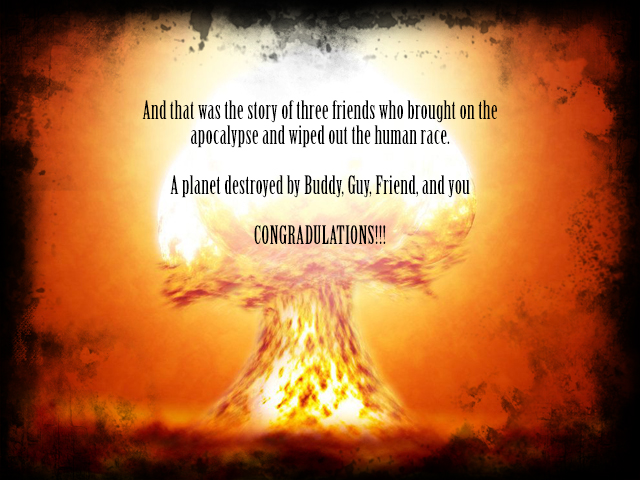 And that was the story of three friends who brought on the
apocalypse and wiped out the human race.
A planet destroyed by Buddy, Guy, Friend, and you
CONGRADULATIONS!!!